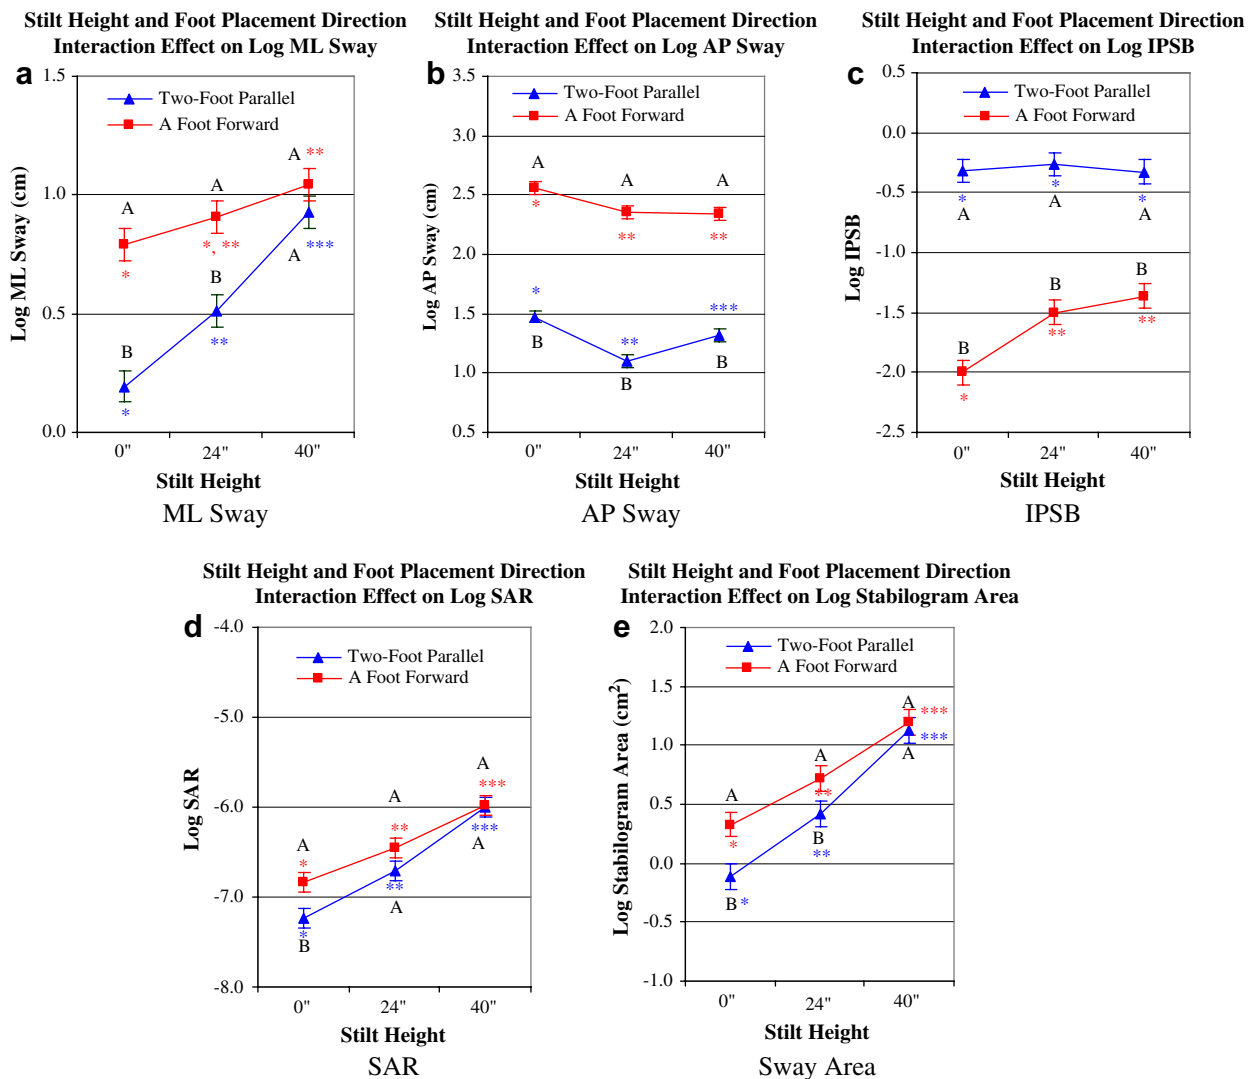 Stilt Height and Foot Placement Direction
Interaction Effect on Log ML Sway
a
1.5
1.0
0.5
0.0
Log ML Sway (cm)
Two-Foot Parallel
A Foot Forward
A **
A
A
*
*, **
A ***
B
B
**
*
0" 24" 40"
Stilt Height
ML Sway
Stilt Height and Foot Placement Direction
Interaction Effect on Log AP Sway
b
3.5
3.0
2.5
2.0
1.5
1.0
0.5
Log AP Sway (cm)
Two-Foot Parallel
A Foot Forward
A A A
*
** **
*
***
**
B
B
B
0" 24" 40"
Stilt Height
AP Sway
Stilt Height and Foot Placement Direction
Interaction Effect on Log IPSB
c
0.5
0.0
-0.5
-1.5
-2.0
-2.5
Log IPSB
Two-Foot Parallel
A Foot Forward
* * *
A A A
B
B
B
**
**
*
0" 24" 40"
Stilt Height
IPSB
Stilt Height and Foot Placement Direction
Interaction Effect on Log SAR
d
-4.0
-5.0
-6.0
-7.0
-8.0
Log SAR
Two-Foot Parallel
A Foot Forward
A
***
A
**
A
*
***
A
**
A
*
B
0" 24" 40"
Stilt Height
SAR
Stilt Height and Foot Placement Direction
Interaction Effect on Log Stabilogram Area
e
2.0
1.5
1.0
0.5
0.0
-0.5
-1.0
Log Stabilogram Area (cm²)
Two-Foot Parallel
A Foot Forward
A ***
***
A
A
**
A
*
B
**
B *
0" 24" 40"
Stilt Height
Sway Area